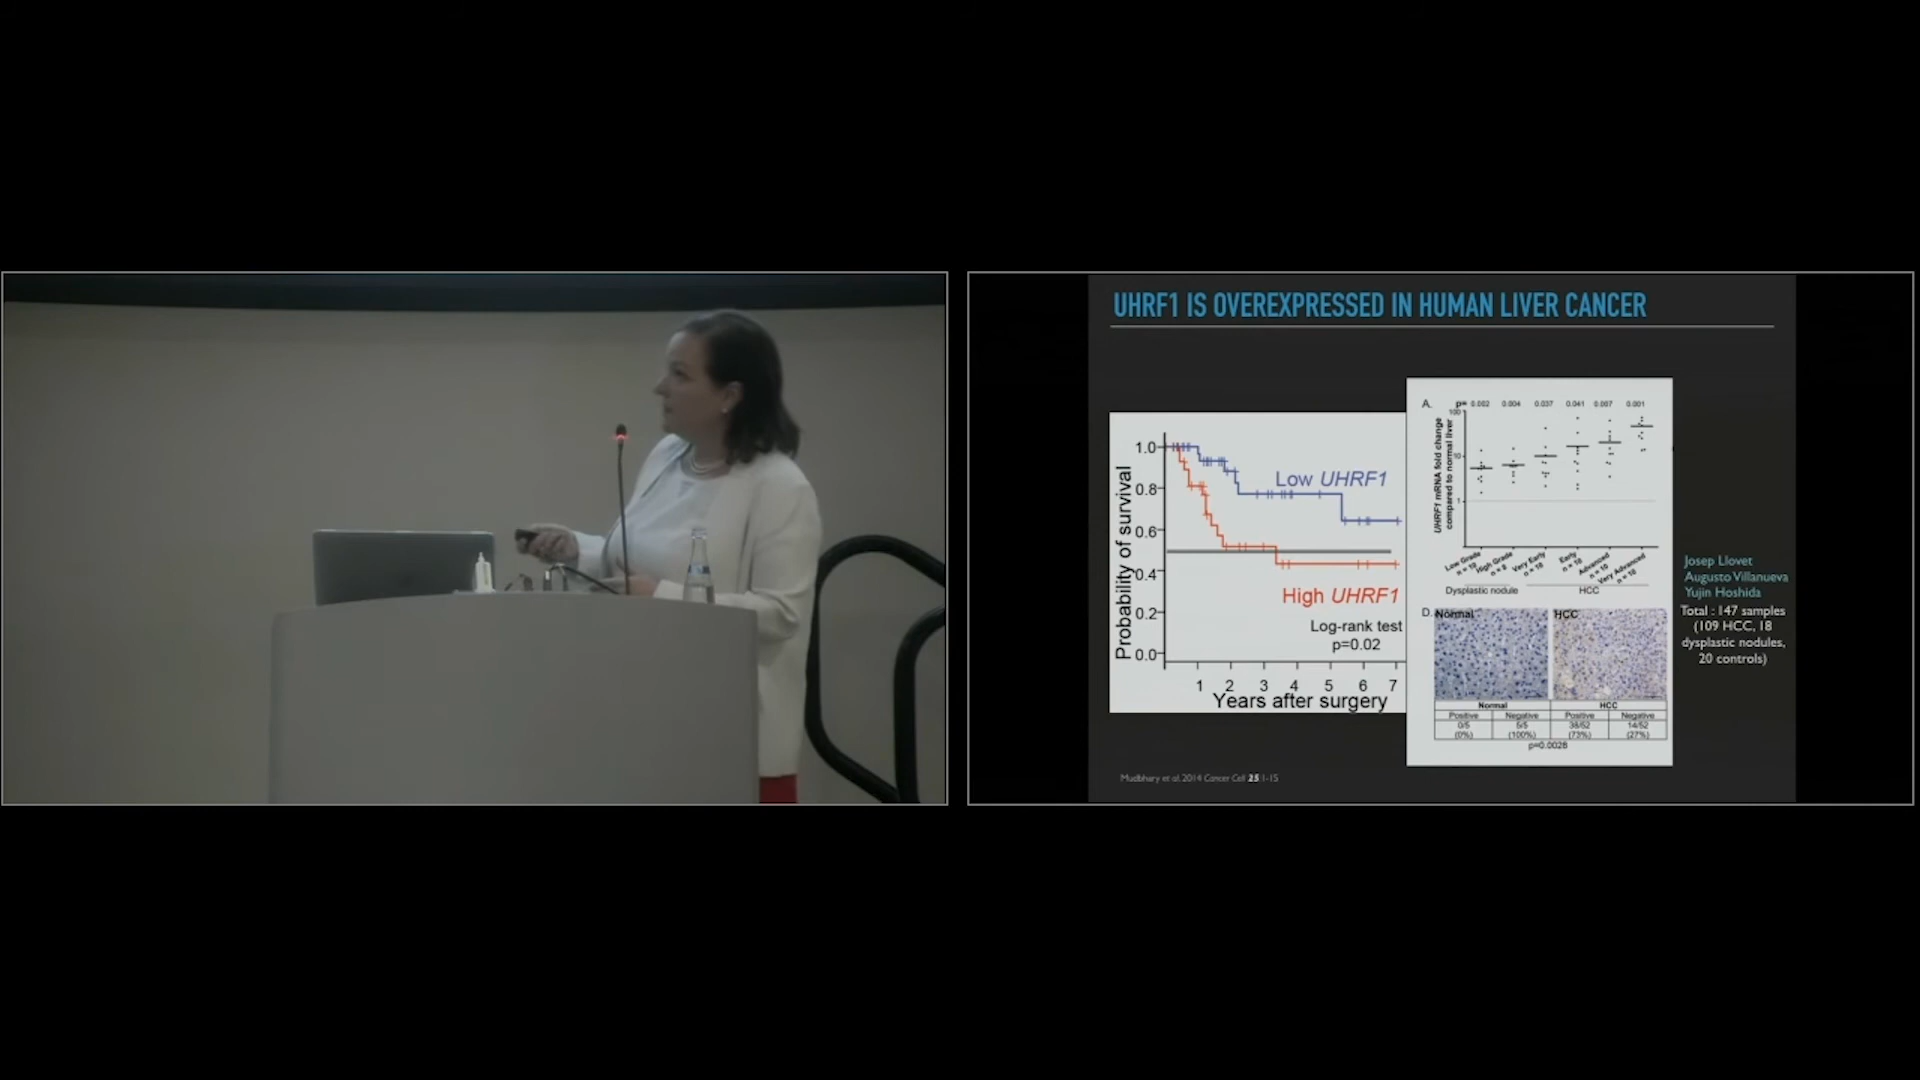 UHRF1 IS OVEREXPRESSED IN HUMAN LIVER CANCER
Probability of survival
1.0
0.8
0.6
0.4
0.2
0.0
Low UHRF1
High UHRF1
Log-rank test
p=0.02
1 2 3 4 5 6 7
Years after surgery
A.
p= 0.002 0.004 0.037 0.041 0.007 0.001
UHRF1 mRNA fold change
compared to normal liver
100
10
1
Low Grade
High Grade
n = 8
Very Early
Early
n = 10
Advanced
n = 10
Very Advanced
n = 10
Dysplastic nodule
HCC
D.
Normal
HCC
Normal HCC
Positive Negative Positive Negative
0/5 5/5 38/52 14/52
(0%) (100%) (73%) (27%)
p=0.0028
Josep Llovet
Augusto Villanueva
Yujin Hoshida
Total : 147 samples
(109 HCC, 18
dysplastic nodules,
20 controls)
Mudbhary et al. 2014 Cancer Cell 25 1-15